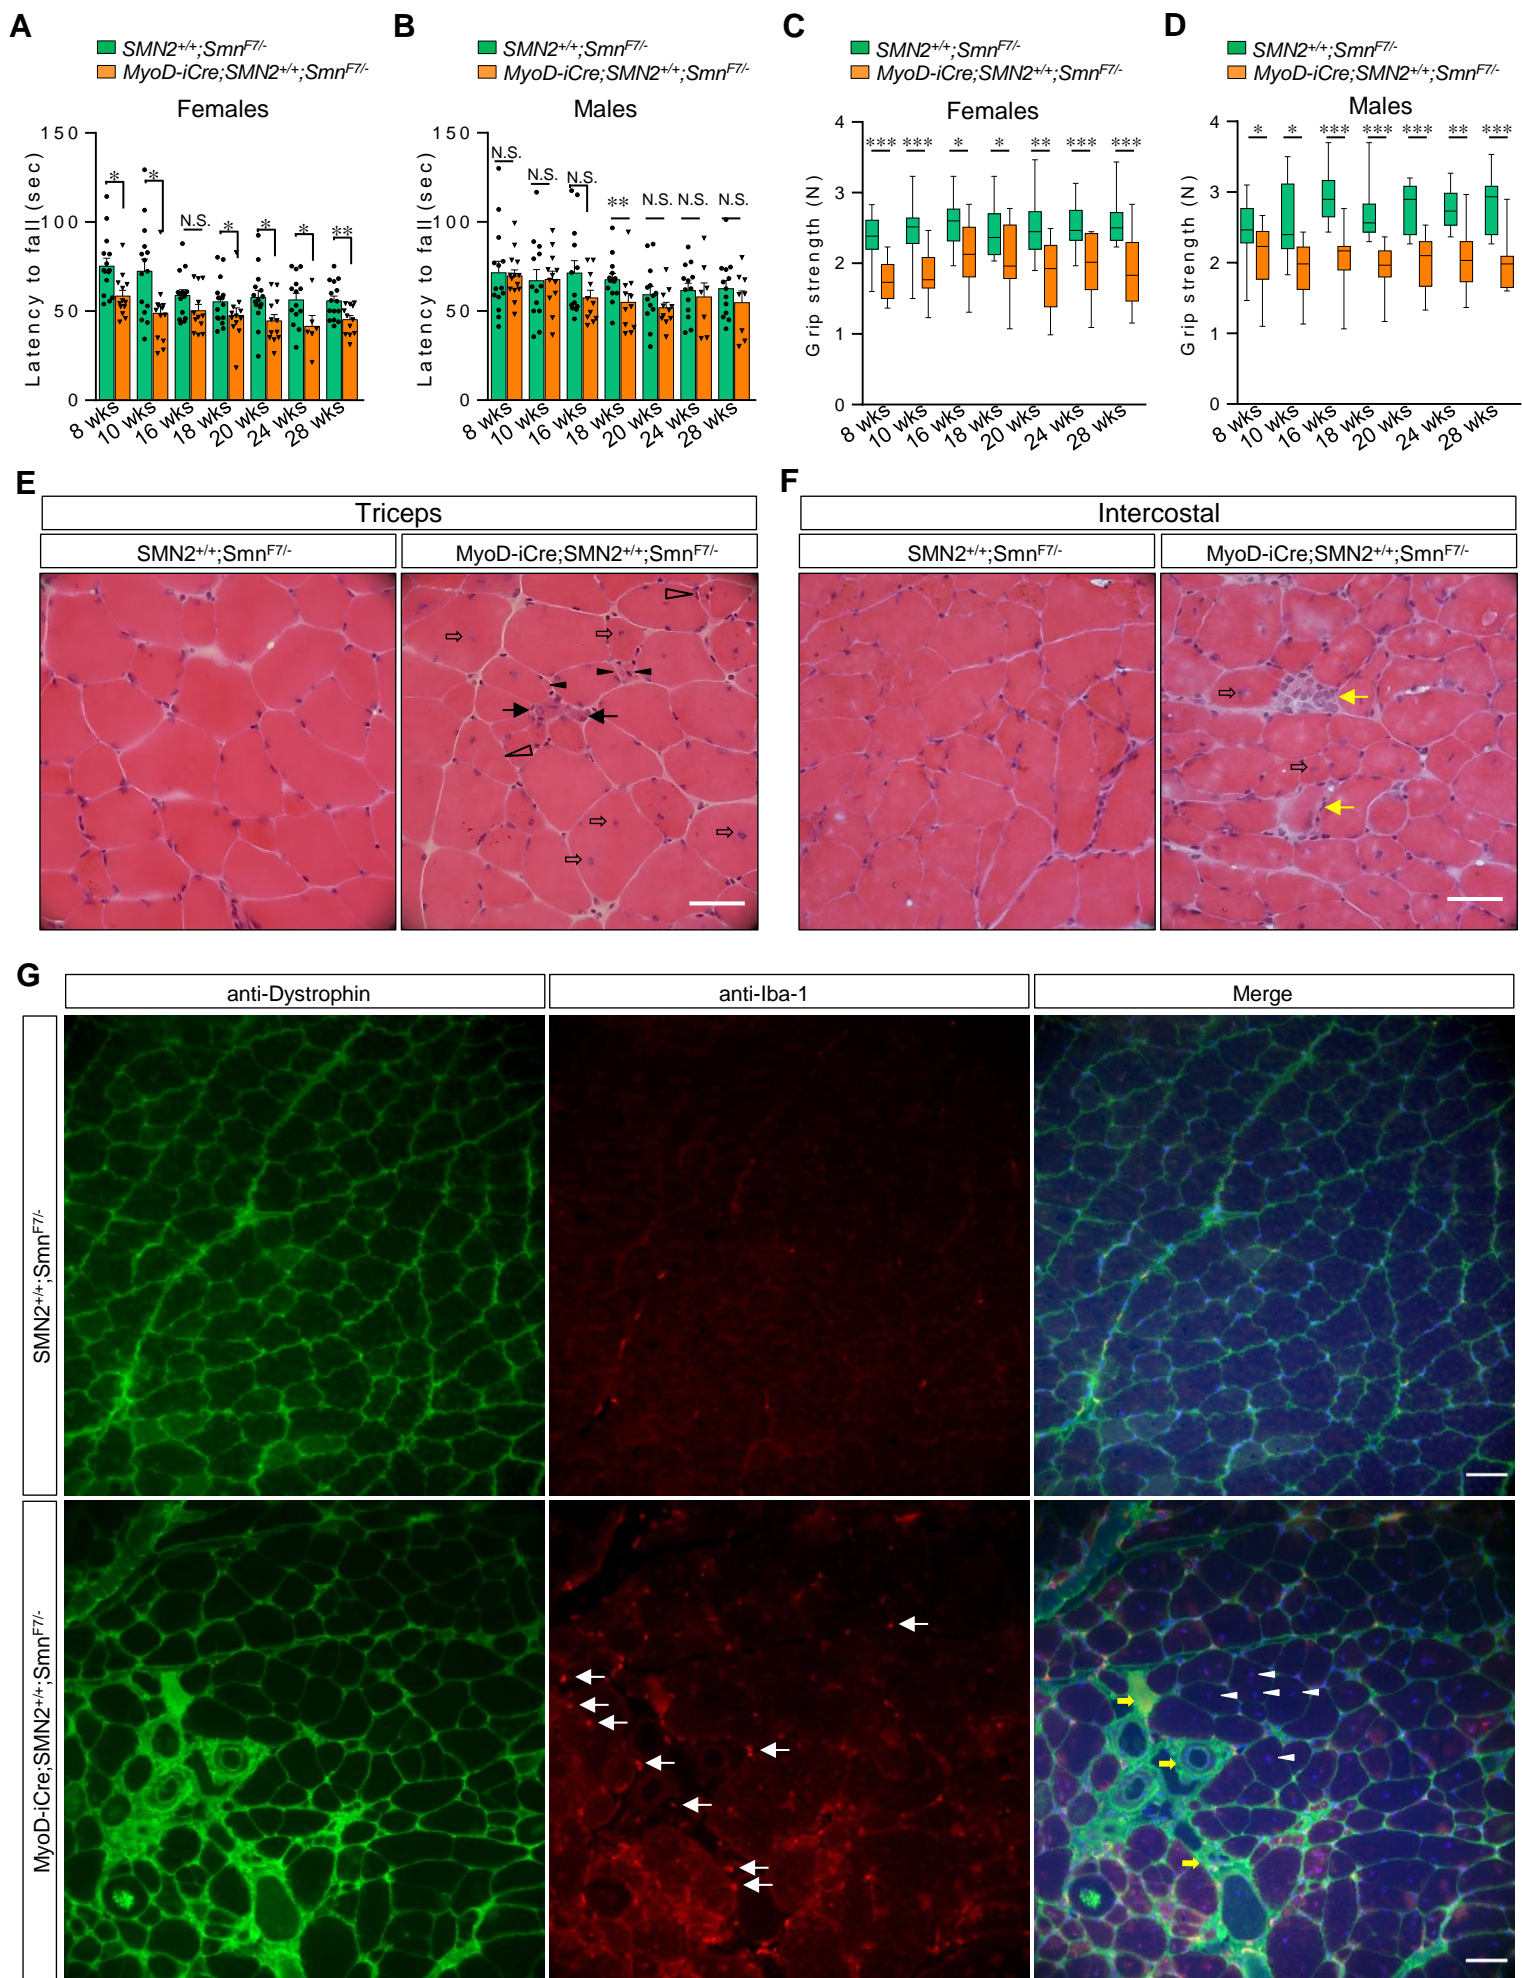 A
SMN2+/+;SmnF7/-
MyoD-iCre;SMN2+/+;SmnF7/-
Females
Latency to fall (sec)
150
100
50
0
* * N.S. * * * **
8 wks 10 wks 16 wks 18 wks 20 wks 24 wks 28 wks
B
SMN2+/+;SmnF7/-
MyoD-iCre;SMN2+/+;SmnF7/-
Males
Latency to fall (sec)
150
100
50
0
N.S. N.S. N.S. ** N.S. N.S. N.S.
8 wks 10 wks 16 wks 18 wks 20 wks 24 wks 28 wks
C
SMN2+/+;SmnF7/-
MyoD-iCre;SMN2+/+;SmnF7/-
Females
Grip strength (N)
4
3
2
1
0
*** *** * * ** *** ***
8 wks 10 wks 16 wks 18 wks 20 wks 24 wks 28 wks
D
SMN2+/+;SmnF7/-
MyoD-iCre;SMN2+/+;SmnF7/-
Males
Grip strength (N)
4
3
2
1
0
* * *** *** *** ** ***
8 wks 10 wks 16 wks 18 wks 20 wks 24 wks 28 wks
E
Triceps
SMN2+/+;SmnF7/- MyoD-iCre;SMN2+/+;SmnF7/-
F
Intercostal
SMN2+/+;SmnF7/- MyoD-iCre;SMN2+/+;SmnF7/-
G
anti-Dystrophin anti-Iba-1 Merge
SMN2+/+;SmnF7/-
MyoD-iCre;SMN2+/+;SmnF7/-